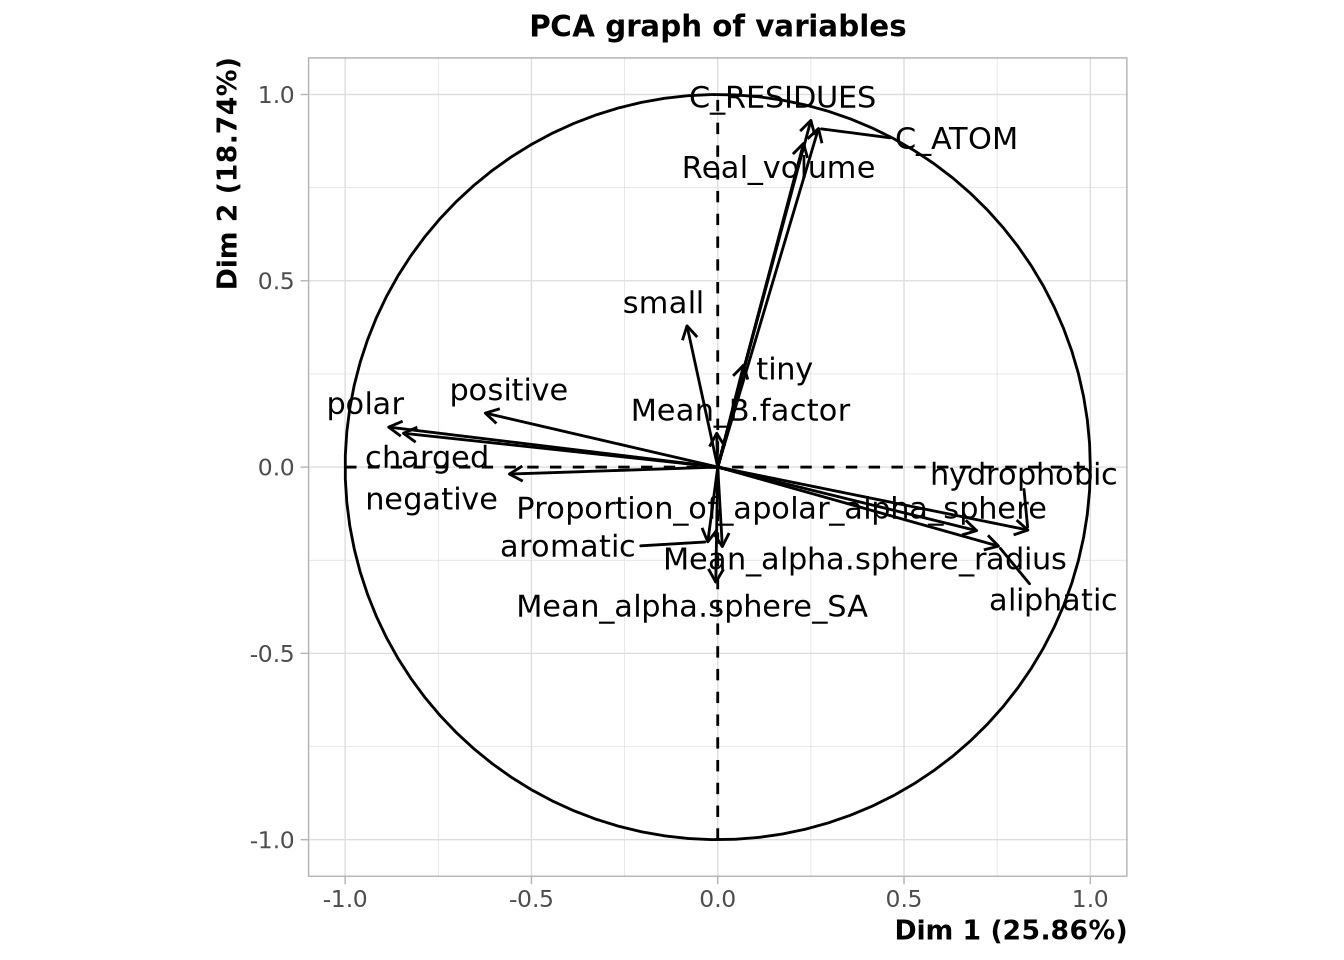 PCA graph of variables
Dim 2 (18.74%)
1.0
0.5
0.0
-0.5
-1.0
C_RESIDUES
C_ATOM
Real_volume
small
tiny
positive
polar
Mean_B.factor
charged
hydrophobic
negative
Proportion_of_apolar_alpha_sphere
aromatic
Mean_alpha.sphere_radius
aliphatic
Mean_alpha.sphere_SA
-1.0
-0.5
0.0
0.5
1.0
Dim 1 (25.86%)